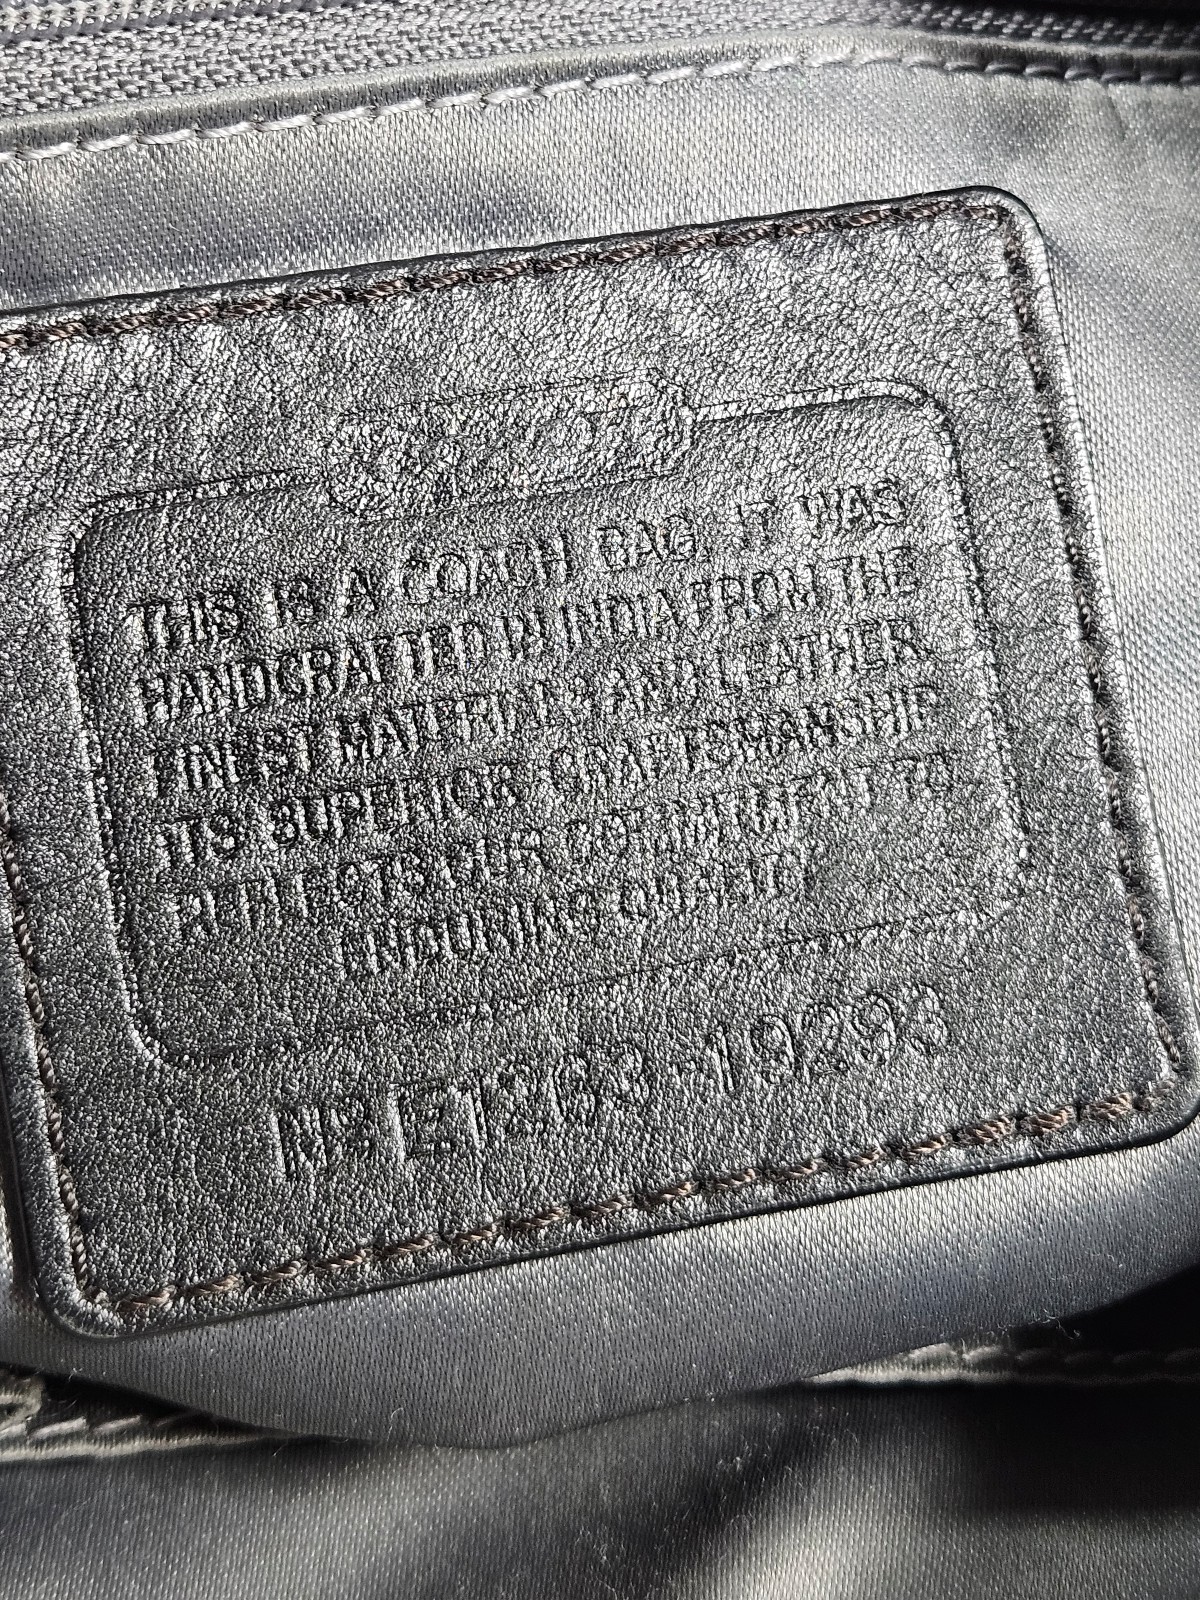 THIS IS A COACH BAG. IT WAS
HANDCRAFTED IN INDIA FROM THE
FINEST MATERIALS AND LEATHER
ITS SUPERIOR CRAFTSMANSHIP
REFLECTS OUR COMMITMENT TO
ENDURING QUALITY
Nº E1263-19293